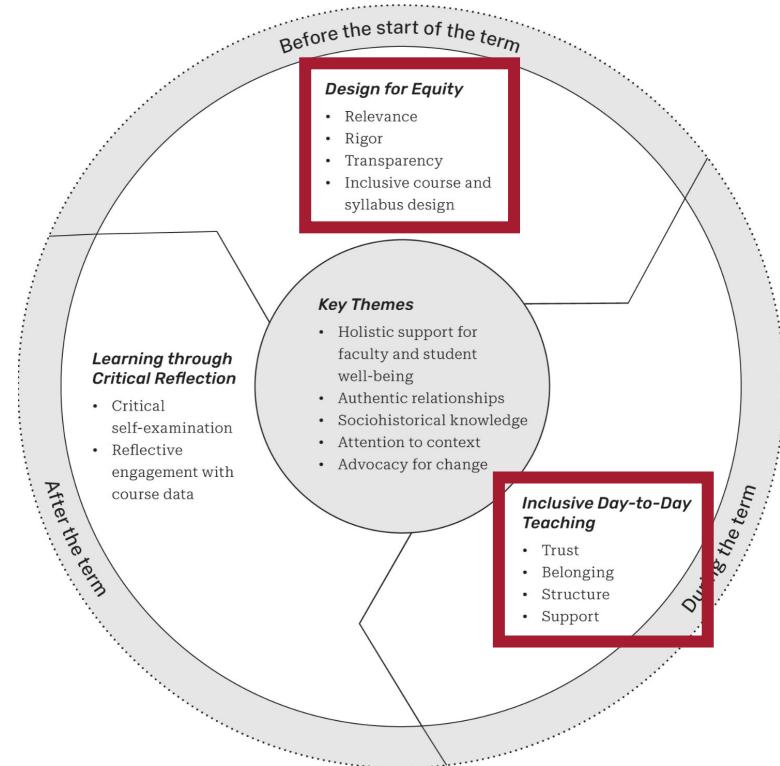 Before the start of the term
Design for Equity
• Relevance
• Rigor
• Transparency
• Inclusive course and
syllabus design
Key Themes
• Holistic support for
faculty and student
well-being
• Authentic relationships
• Sociohistorical knowledge
• Attention to context
• Advocacy for change
Learning through
Critical Reflection
• Critical
self-examination
• Reflective
engagement with
course data
After the term
Inclusive Day-to-Day
Teaching
• Trust
• Belonging
• Structure
• Support
During the term